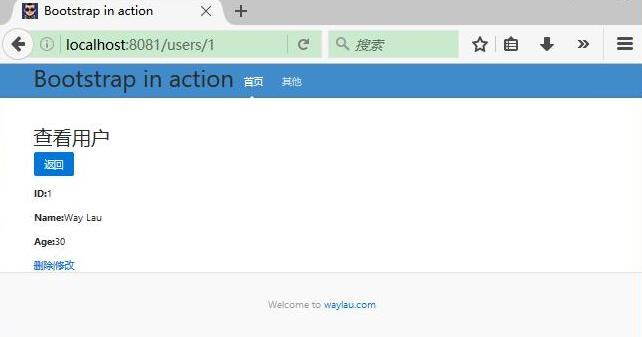 Bootstrap in action
localhost:8081/users/1
搜索
Bootstrap in action 首页 其他
查看用户
返回
ID:1
Name:Way Lau
Age:30
删除|修改
Welcome to waylau.com